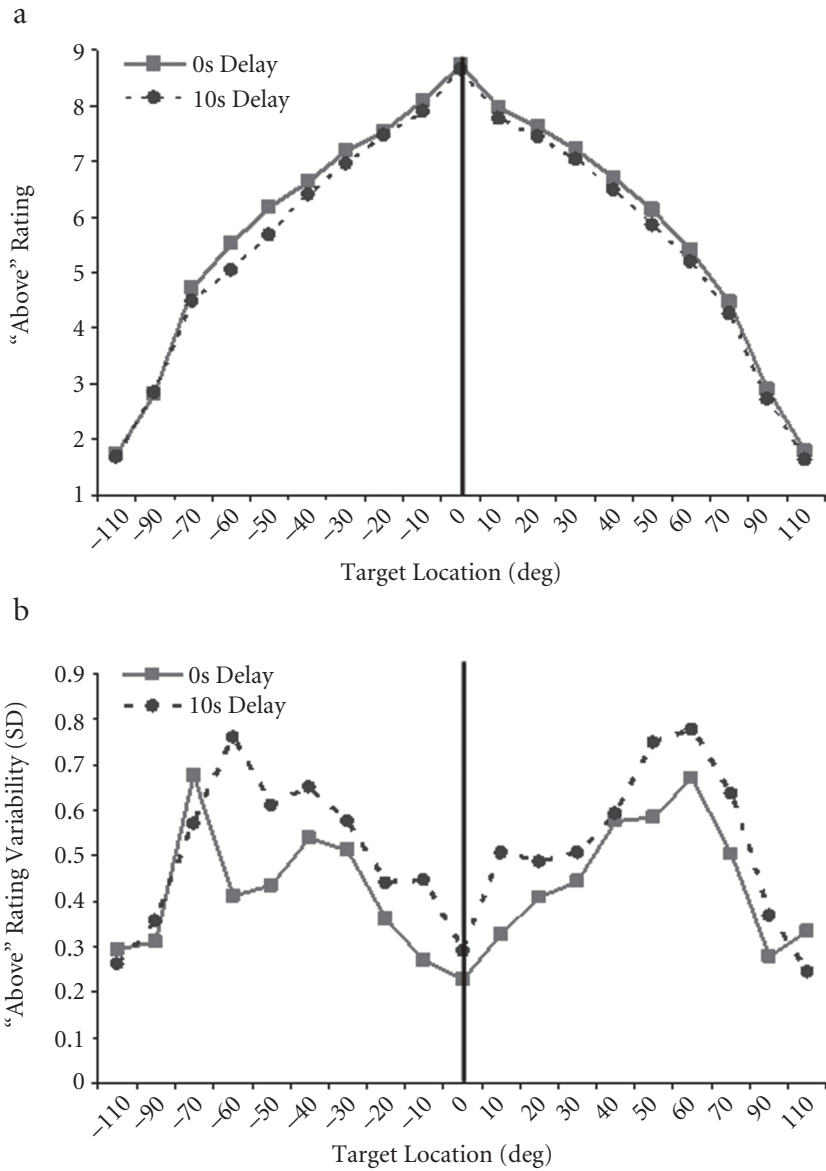 a
9
8
7
6
5
4
3
2
1
"Above" Rating
0s Delay
10s Delay
–110 –90 –70 –60 –50 –40 –30 –20 –10 0 10 20 30 40 50 60 70 90 110
Target Location (deg)
b
0.9
0.8
0.7
0.6
0.5
0.4
0.3
0.2
0.1
0
"Above" Rating Variability (SD)
0s Delay
10s Delay
–110 –90 –70 –60 –50 –40 –30 –20 –10 0 10 20 30 40 50 60 70 90 110
Target Location (deg)